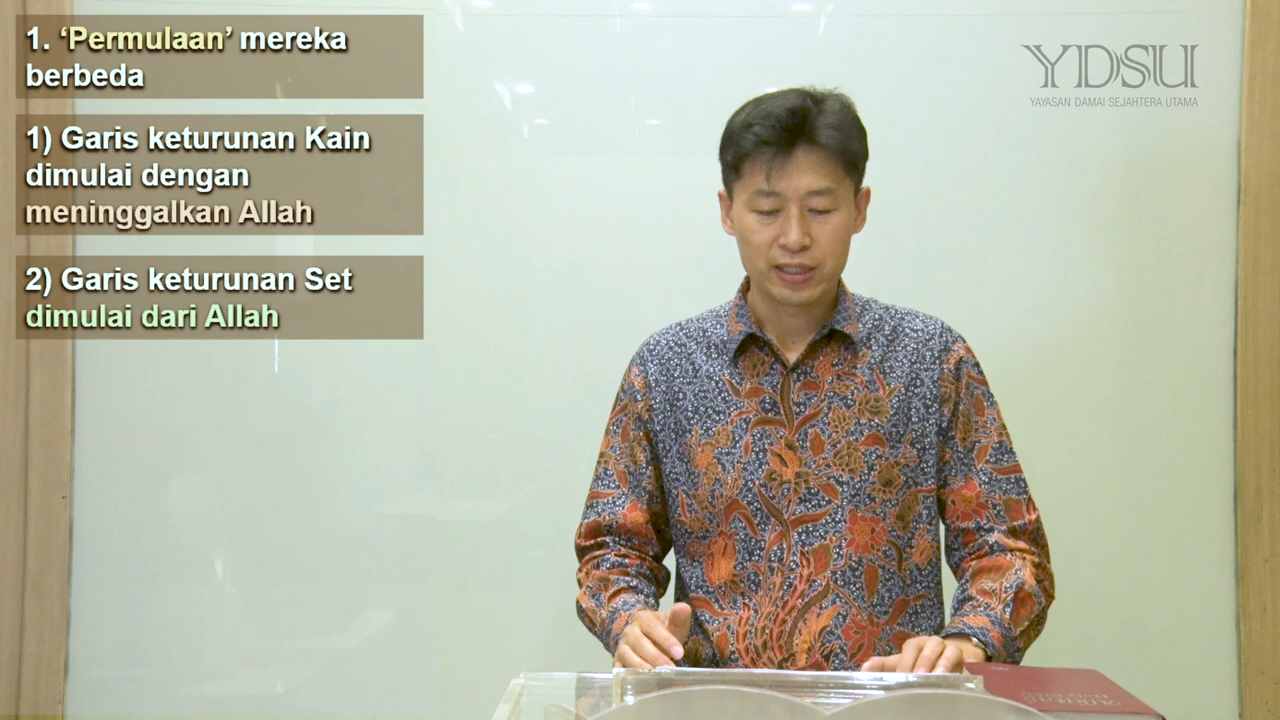 1. ‘Permulaan’ mereka
berbeda
1) Garis keturunan Kain
dimulai dengan
meninggalkan Allah
2) Garis keturunan Set
dimulai dari Allah
YDSU
YAYASAN DAMAI SEJAHTERA UTAMA